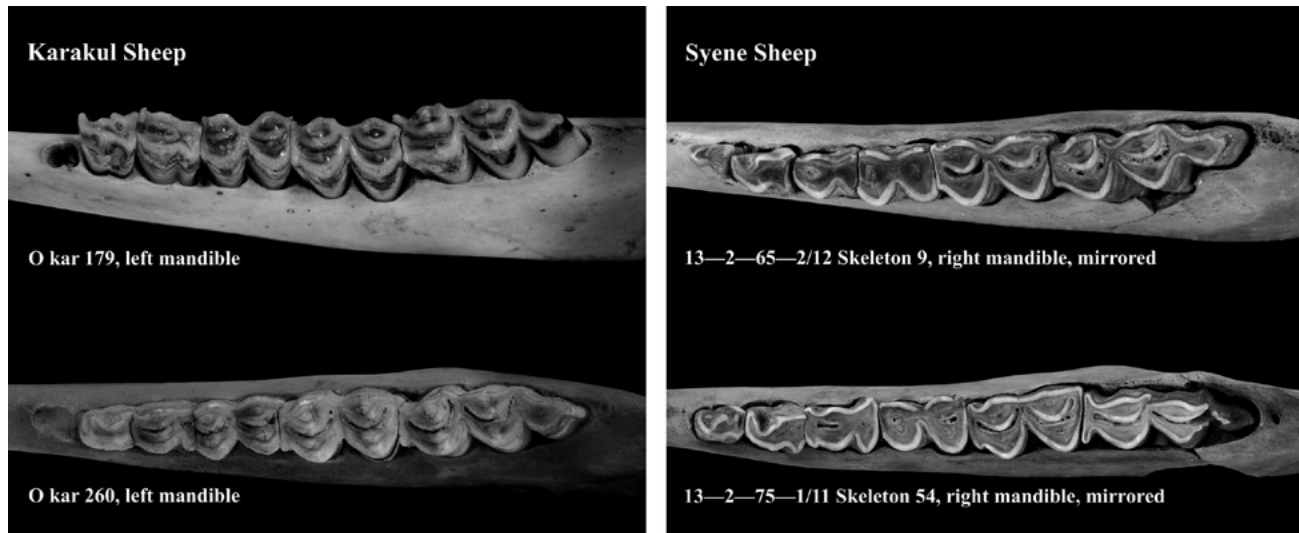 Karakul Sheep
O kar 179, left mandible
O kar 260, left mandible
Syene Sheep
13—2—65—2/12 Skeleton 9, right mandible, mirrored
13—2—75—1/11 Skeleton 54, right mandible, mirrored